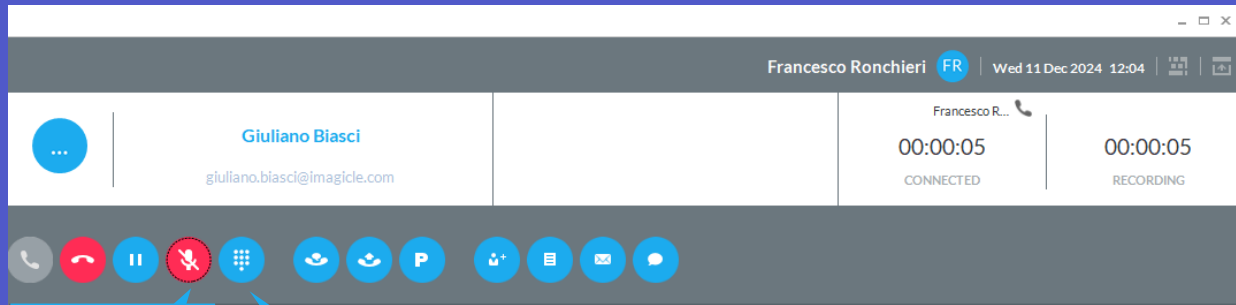 Francesco Ronchieri FR Wed 11 Dec 2024 12:04
Francesco R...
...
Giuliano Biasci
giuliano.biasci@imagicle.com
00:00:05
CONNECTED
00:00:05
RECORDING
P